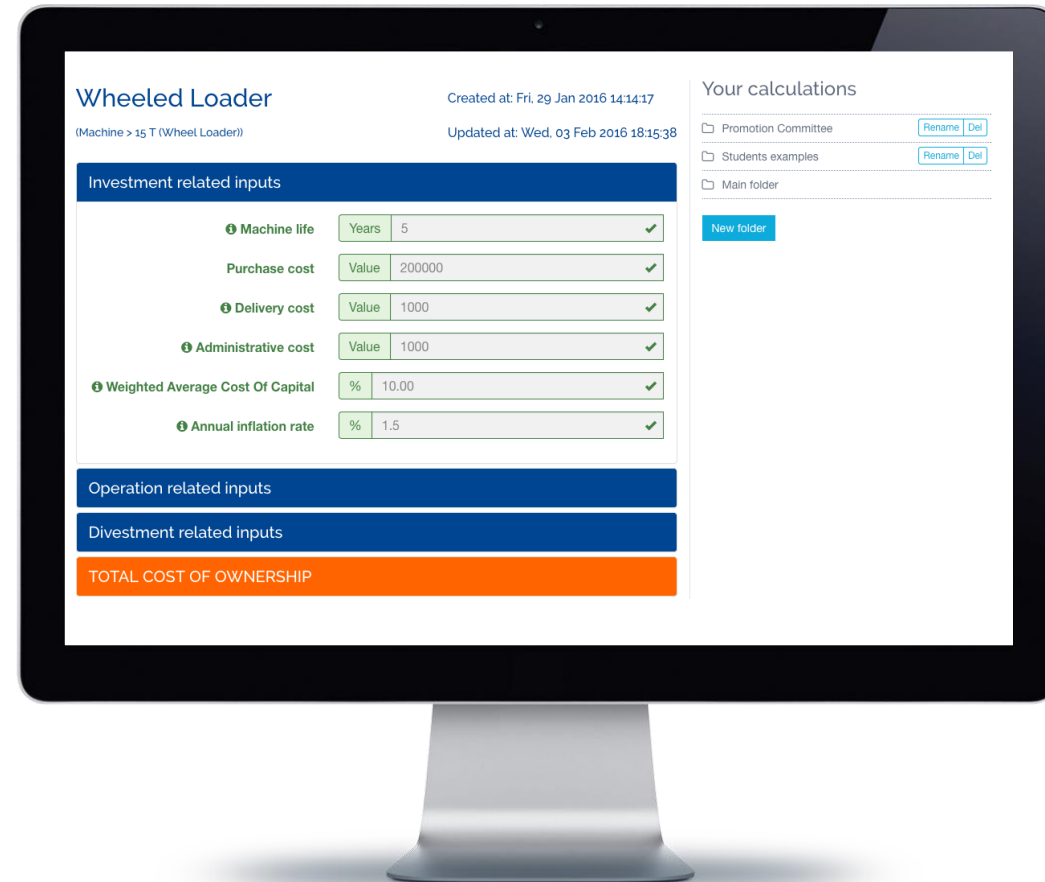 Wheeled Loader
(Machine > 15 T (Wheel Loader))
Created at: Fri, 29 Jan 2016 14:14:17
Updated at: Wed, 03 Feb 2016 18:15:38
Investment related inputs
Machine life Years 5
Purchase cost Value 200000
Delivery cost Value 1000
Administrative cost Value 1000
Weighted Average Cost Of Capital % 10.00
Annual inflation rate % 1.5
Operation related inputs
Divestment related inputs
TOTAL COST OF OWNERSHIP
Your calculations
Promotion Committee Rename Del
Students examples Rename Del
Main folder
New folder